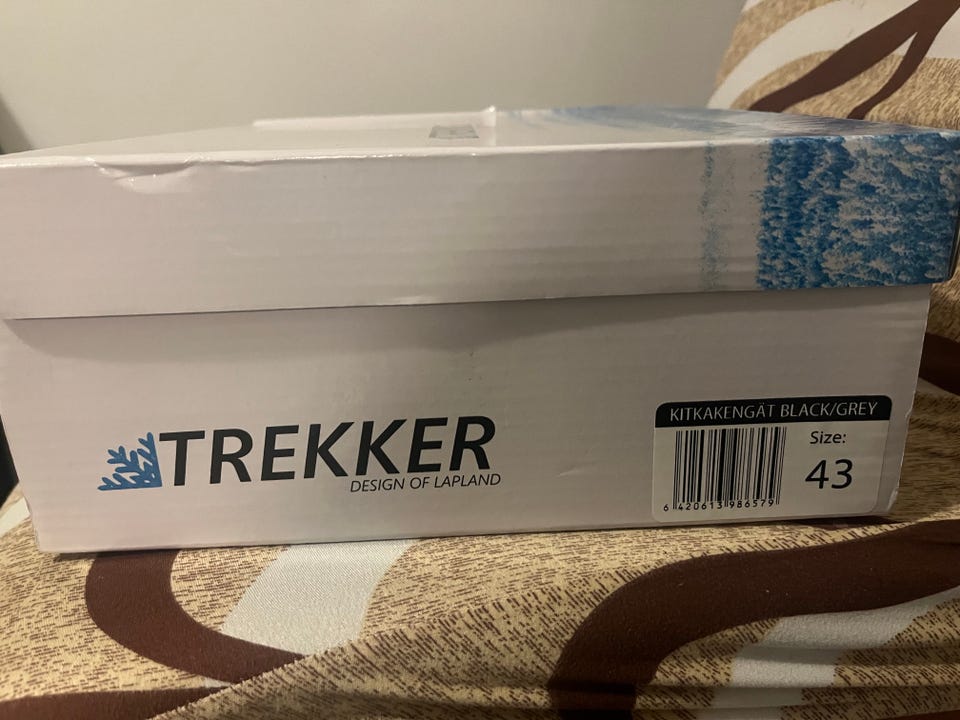 TREKKER
DESIGN OF LAPLAND
KITKAKENGÄT BLACK/GREY
Size:
43
6 420613 986579